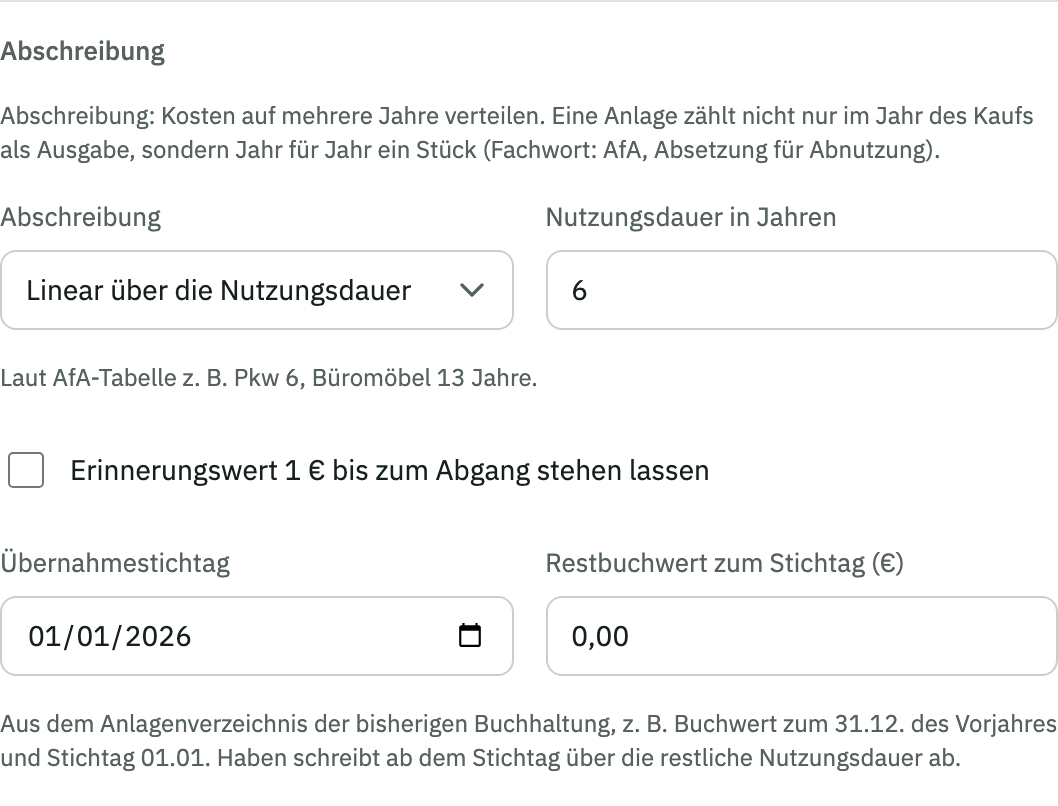 Abschreibung
Abschreibung: Kosten auf mehrere Jahre verteilen. Eine Anlage zählt nicht nur im Jahr des Kaufs
als Ausgabe, sondern Jahr für Jahr ein Stück (Fachwort: AfA, Absetzung für Abnutzung).
Abschreibung
Nutzungsdauer in Jahren
Linear über die Nutzungsdauer
6
Laut AfA-Tabelle z. B. Pkw 6, Büromöbel 13 Jahre.
Erinnerungswert 1 € bis zum Abgang stehen lassen
Übernahmestichtag
Restbuchwert zum Stichtag (€)
01/01/2026
0,00
Aus dem Anlagenverzeichnis der bisherigen Buchhaltung, z. B. Buchwert zum 31.12. des Vorjahres
und Stichtag 01.01. Haben schreibt ab dem Stichtag über die restliche Nutzungsdauer ab.